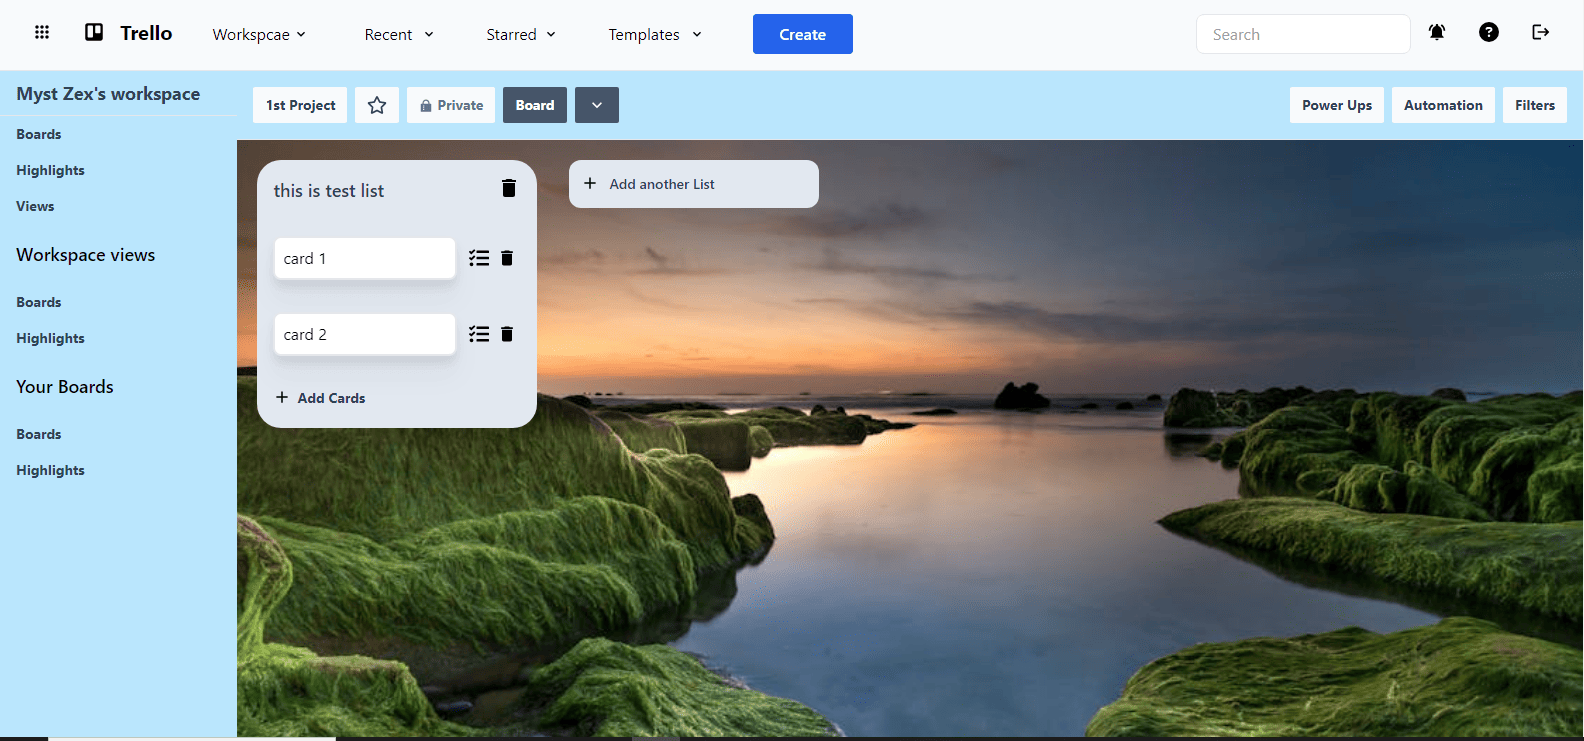 Trello
Workspcae
Recent
Starred
Templates
Create
Search
Myst Zex's workspace
Boards
Highlights
Views
Workspace views
Boards
Highlights
Your Boards
Boards
Highlights
1st Project
Private
Board
Power Ups
Automation
Filters
this is test list
card 1
card 2
+ Add Cards
+ Add another List